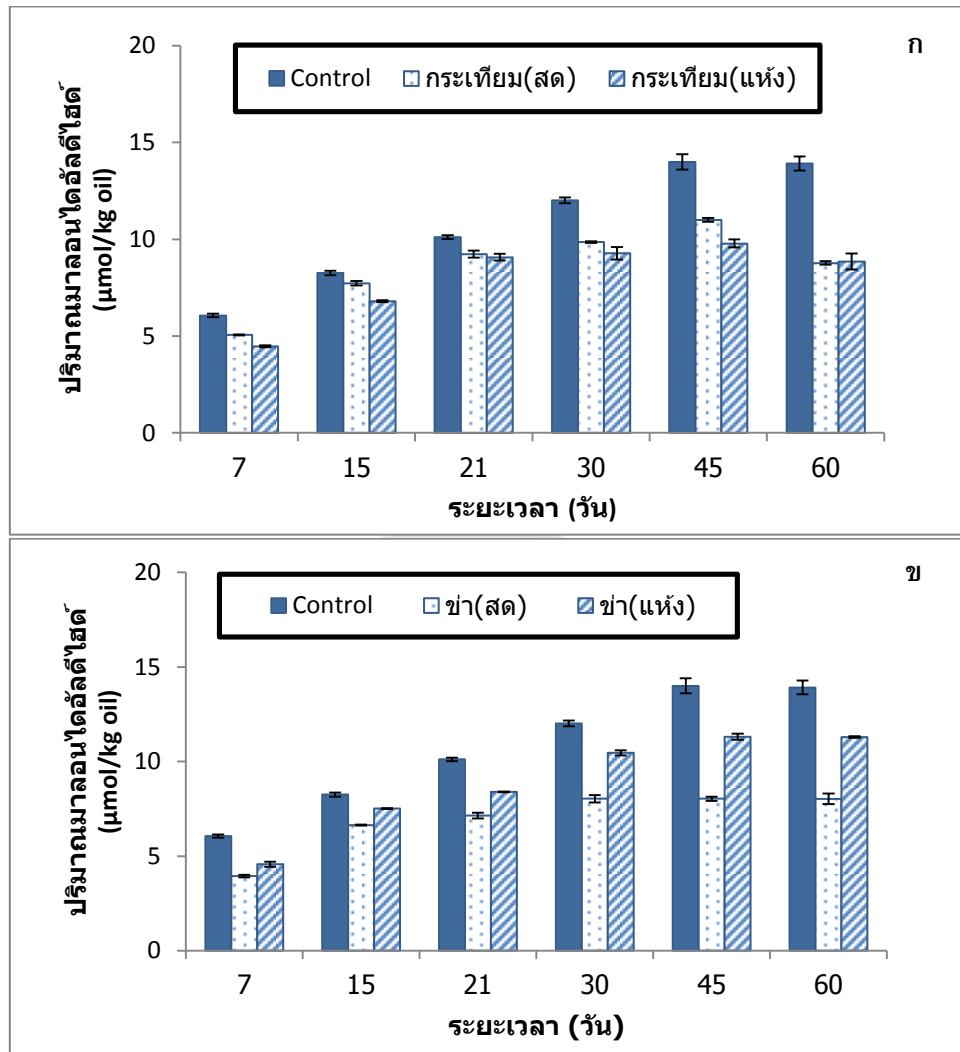 ก
20
15
10
5
0
Control กระเทียม(สด) กระเทียม(แห้ง)
ปริมาณมาลอนไดอัลดีไฮด์
(µmol/kg oil)
7 15 21 30 45 60
ระยะเวลา (วัน)
ข
20
15
10
5
0
Control ข่า(สด) ข่า(แห้ง)
ปริมาณมาลอนไดอัลดีไฮด์
(µmol/kg oil)
7 15 21 30 45 60
ระยะเวลา (วัน)